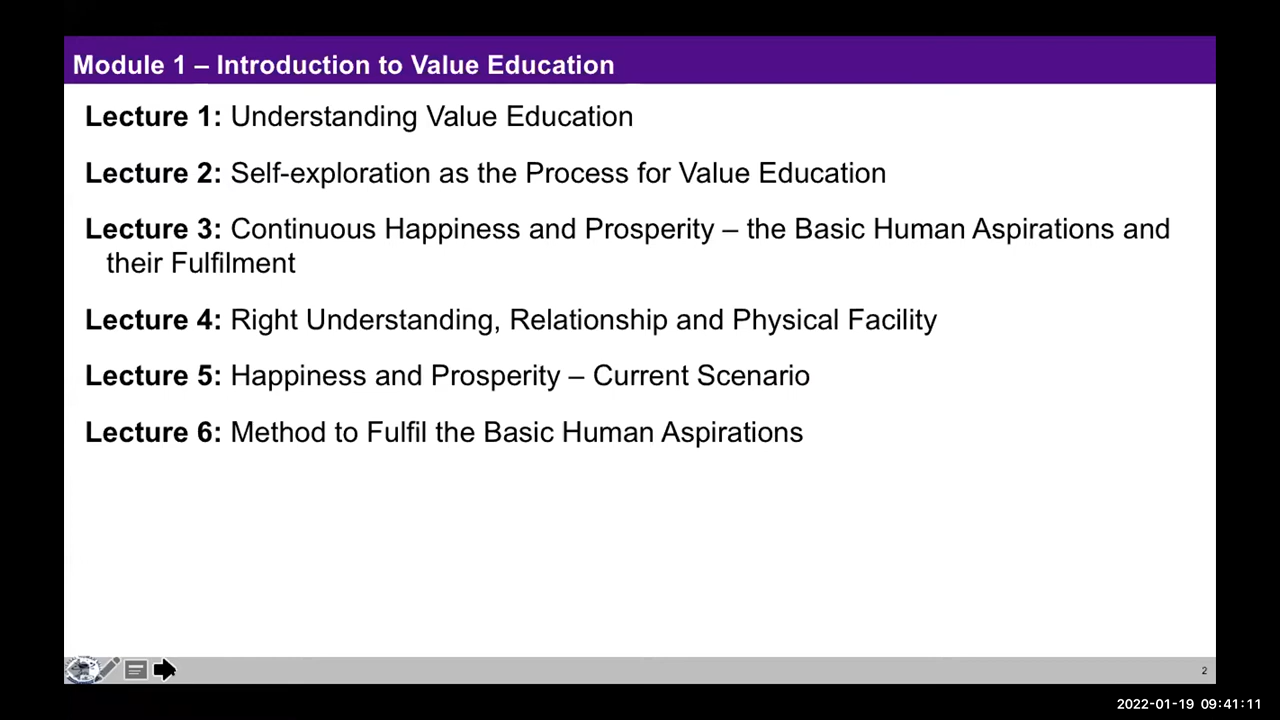 Module 1 – Introduction to Value Education
Lecture 1: Understanding Value Education
Lecture 2: Self-exploration as the Process for Value Education
Lecture 3: Continuous Happiness and Prosperity – the Basic Human Aspirations and
their Fulfilment
Lecture 4: Right Understanding, Relationship and Physical Facility
Lecture 5: Happiness and Prosperity – Current Scenario
Lecture 6: Method to Fulfil the Basic Human Aspirations
2
2022-01-19 09:41:11